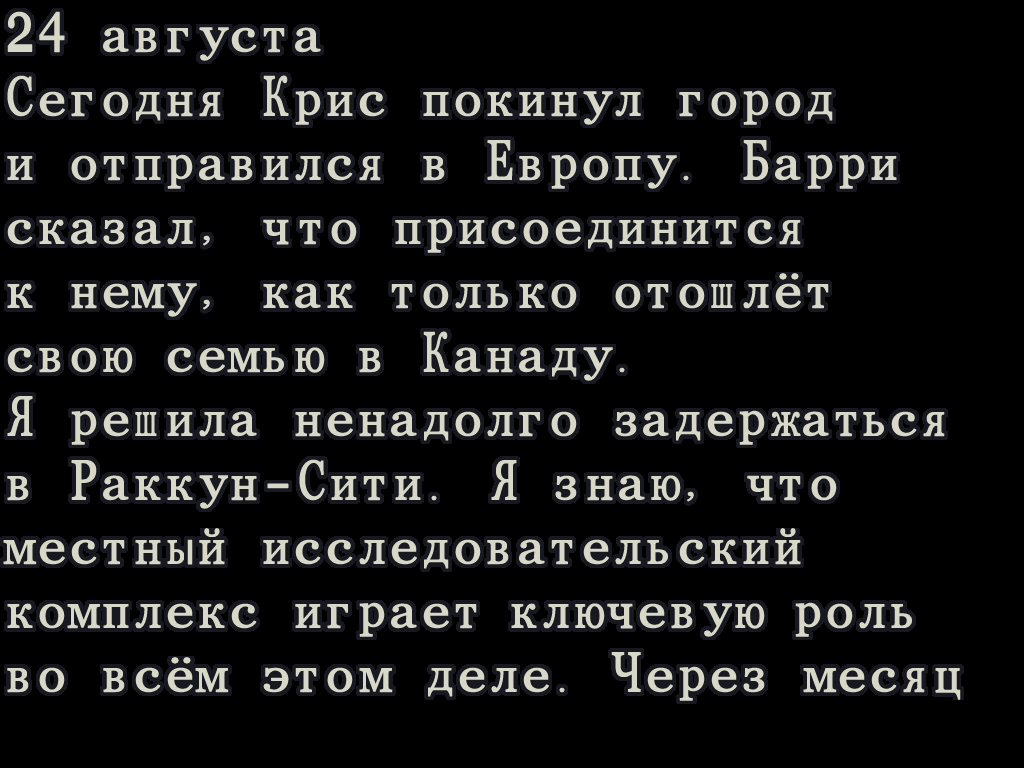 24 августа
Сегодня Крис покинул город
и отправился в Европу. Барри
сказал, что присоединится
к нему, как только отошлёт
свою семью в Канаду.
Я решила ненадолго задержаться
в Раккун-Сити. Я знаю, что
местный исследовательский
комплекс играет ключевую роль
во всём этом деле. Через месяц